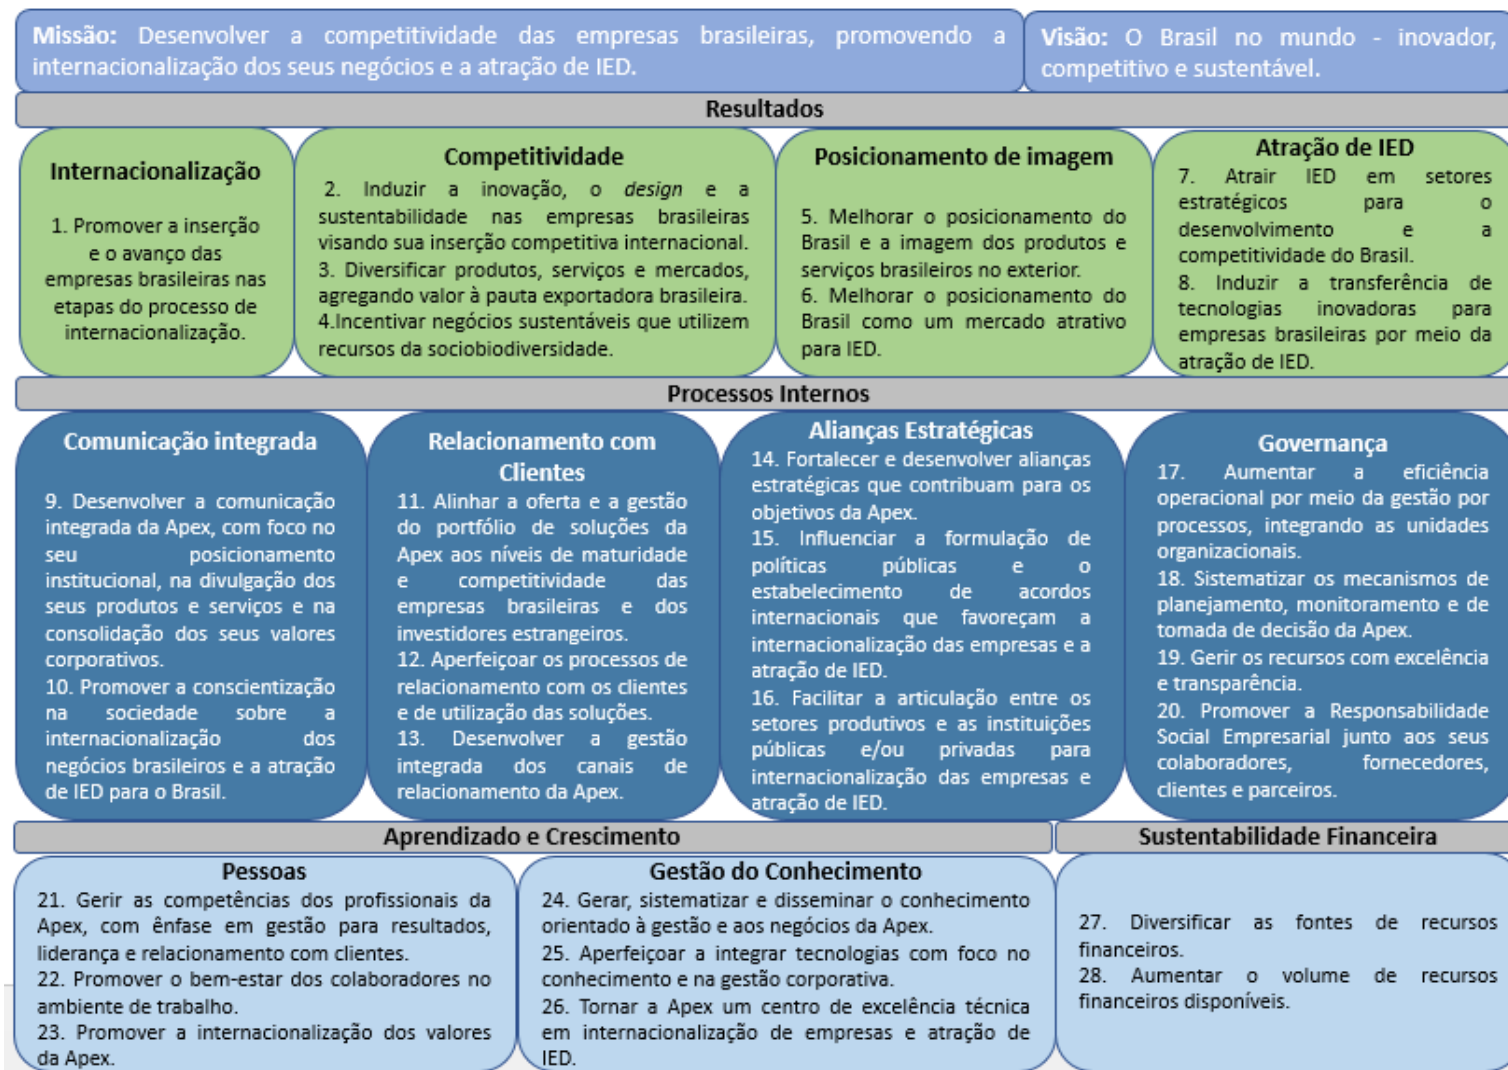 Missão: Desenvolver a competitividade das empresas brasileiras, promovendo a
internacionalização dos seus negócios e a atração de IED.
Visão: O Brasil no mundo - inovador,
competitivo e sustentável.
Resultados
Internacionalização
1. Promover a inserção
e o avanço das
empresas brasileiras nas
etapas do processo de
internacionalização.
Competitividade
2. Induzir a inovação, o design e a
sustentabilidade nas empresas brasileiras
visando sua inserção competitiva internacional.
3. Diversificar produtos, serviços e mercados,
agregando valor à pauta exportadora brasileira.
4.Incentivar negócios sustentáveis que utilizem
recursos da sociobiodiversidade.
Posicionamento de imagem
5. Melhorar o posicionamento do
Brasil e a imagem dos produtos e
serviços brasileiros no exterior.
6. Melhorar o posicionamento do
Brasil como um mercado atrativo
para IED.
Atração de IED
7. Atrair IED em setores
estratégicos para o
desenvolvimento e a
competitividade do Brasil.
8. Induzir a transferência de
tecnologias inovadoras para
empresas brasileiras por meio da
atração de IED.
Processos Internos
Comunicação integrada
9. Desenvolver a comunicação
integrada da Apex, com foco no
seu posicionamento
institucional, na divulgação dos
seus produtos e serviços e na
consolidação dos seus valores
corporativos.
10. Promover a conscientização
na sociedade sobre a
internacionalização dos
negócios brasileiros e a atração
de IED para o Brasil.
Relacionamento com
Clientes
11. Alinhar a oferta e a gestão
do portfólio de soluções da
Apex aos níveis de maturidade
e competitividade das
empresas brasileiras e dos
investidores estrangeiros.
12. Aperfeiçoar os processos de
relacionamento com os clientes
e de utilização das soluções.
13. Desenvolver a gestão
integrada dos canais de
relacionamento da Apex.
Alianças Estratégicas
14. Fortalecer e desenvolver alianças
estratégicas que contribuam para os
objetivos da Apex.
15. Influenciar a formulação de
políticas públicas e o
estabelecimento de acordos
internacionais que favoreçam a
internacionalização das empresas e a
atração de IED.
16. Facilitar a articulação entre os
setores produtivos e as instituições
públicas e/ou privadas para
internacionalização das empresas e
atração de IED.
Governança
17. Aumentar a eficiência
operacional por meio da gestão por
processos, integrando as unidades
organizacionais.
18. Sistematizar os mecanismos de
planejamento, monitoramento e de
tomada de decisão da Apex.
19. Gerir os recursos com excelência
e transparência.
20. Promover a Responsabilidade
Social Empresarial junto aos seus
colaboradores, fornecedores,
clientes e parceiros.
Aprendizado e Crescimento
Pessoas
21. Gerir as competências dos profissionais da
Apex, com ênfase em gestão para resultados,
liderança e relacionamento com clientes.
22. Promover o bem-estar dos colaboradores no
ambiente de trabalho.
23. Promover a internacionalização dos valores
da Apex.
Gestão do Conhecimento
24. Gerar, sistematizar e disseminar o conhecimento
orientado à gestão e aos negócios da Apex.
25. Aperfeiçoar a integrar tecnologias com foco no
conhecimento e na gestão corporativa.
26. Tornar a Apex um centro de excelência técnica
em internacionalização de empresas e atração de
IED.
Sustentabilidade Financeira
27. Diversificar as fontes de recursos
financeiros.
28. Aumentar o volume de recursos
financeiros disponíveis.